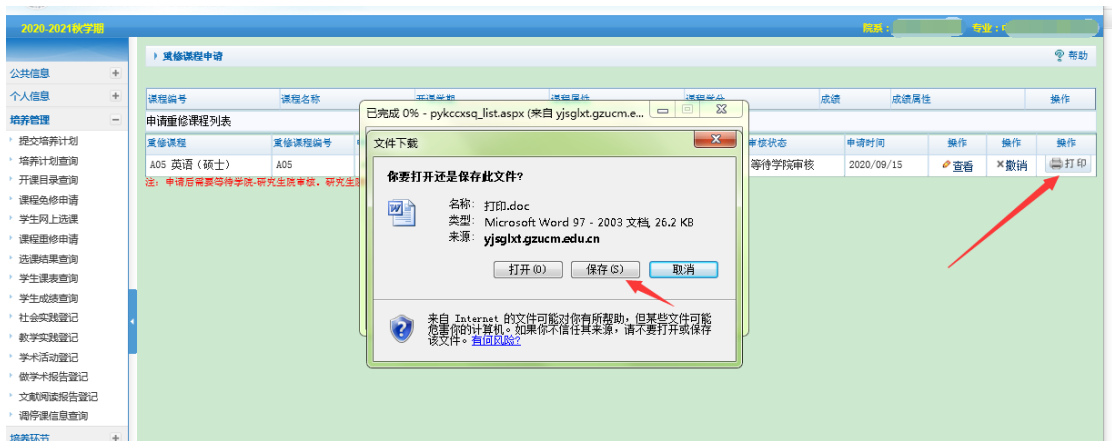 2020-2021秋学期
院系:
专业:
重修课程申请
帮助
公共信息
个人信息
培养管理
提交培养计划
培养计划查询
开课目录查询
课程免修申请
学生网上选课
课程重修申请
选课结果查询
学生课表查询
学生成绩查询
社会实践登记
教学实践登记
学术活动登记
做学术报告登记
文献阅读报告登记
调停课信息查询
培养环节
课程编号 课程名称 开课学期 课程属性 课程学分 成绩 成绩属性 操作
申请重修课程列表
重修课程 重修课程编号 审核状态 申请时间 操作 操作 操作
A05 英语（硕士） A05 等待学院审核 2020/09/15 查看 撤销 打印
注：申请后需要等待学院-研究生院审核，研究生
已完成 0% - pykccxsq_list.aspx (来自 yjsglxt.gzucm.e...
文件下载
你要打开还是保存此文件?
名称: 打印.doc
类型: Microsoft Word 97 - 2003 文档, 26.2 KB
来源: yjsglxt.gzucm.edu.cn
打开(O) 保存(S) 取消
来自 Internet 的文件可能对你有所帮助，但某些文件可能
危害你的计算机。如果你不信任其来源，请不要打开或保存
该文件。有何风险?